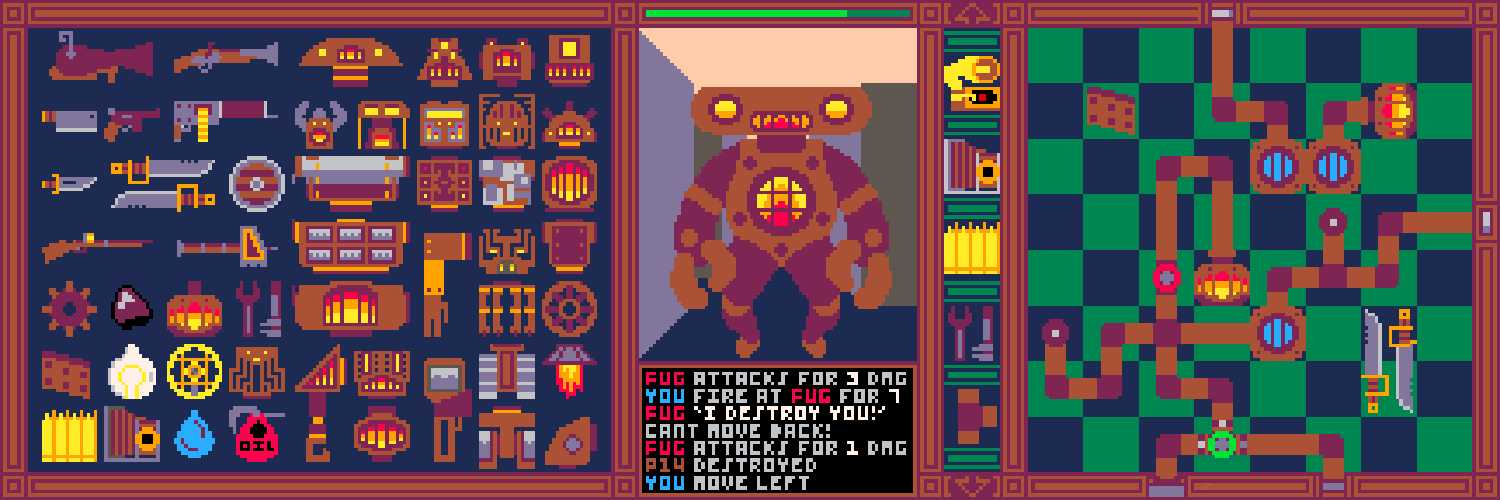 FUG ATTACKS FOR 3 DMG
YOU FIRE AT FUG FOR 7
FUG "I DESTROY YOU!"
CANT MOVE BACK!
FUG ATTACKS FOR 1 DMG
P14 DESTROYED
YOU MOVE LEFT
OIL